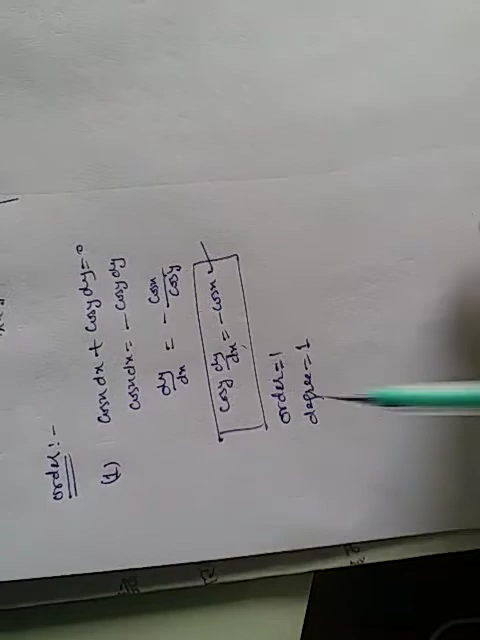 order:-
(1) cosx dx + cosy dy = 0
cosx dx = - cosy dy
dy/dx = - cosx/cosy
cosy dy/dx = - cosx
order = 1
degree = 1